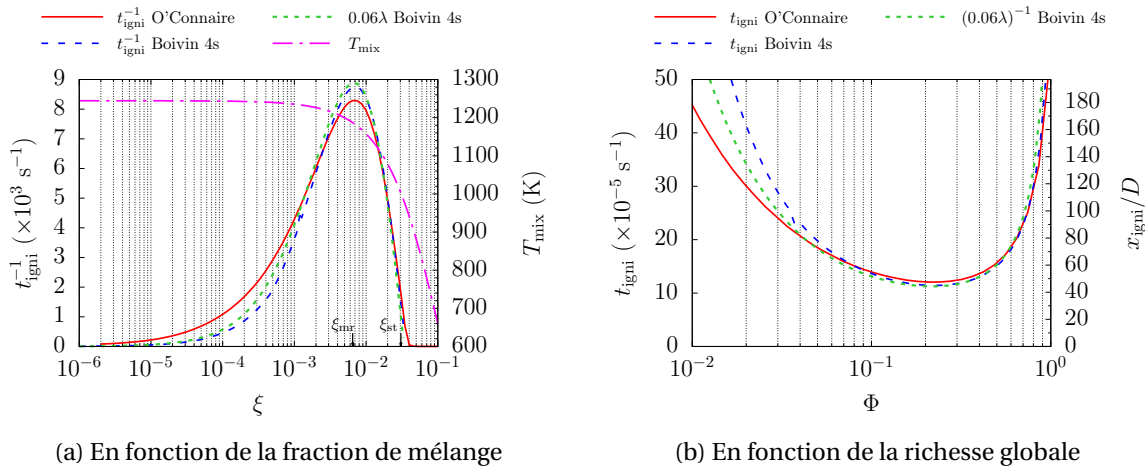 t_igni^-1 O'Connaire
t_igni^-1 Boivin 4s
0.06λ Boivin 4s
T_mix
9
8
7
6
5
4
3
2
1
0
t_igni^-1 (×10^3 s^-1)
1300
1200
1100
1000
900
800
700
600
T_mix (K)
ξ_mr
ξ_st
10^-6
10^-5
10^-4
10^-3
10^-2
10^-1
ξ
(a) En fonction de la fraction de mélange
t_igni O'Connaire
t_igni Boivin 4s
(0.06λ)^-1 Boivin 4s
50
40
30
20
10
0
t_igni (×10^-5 s^-1)
180
160
140
120
100
80
60
40
20
0
x_igni/D
10^-2
10^-1
10^0
Φ
(b) En fonction de la richesse globale